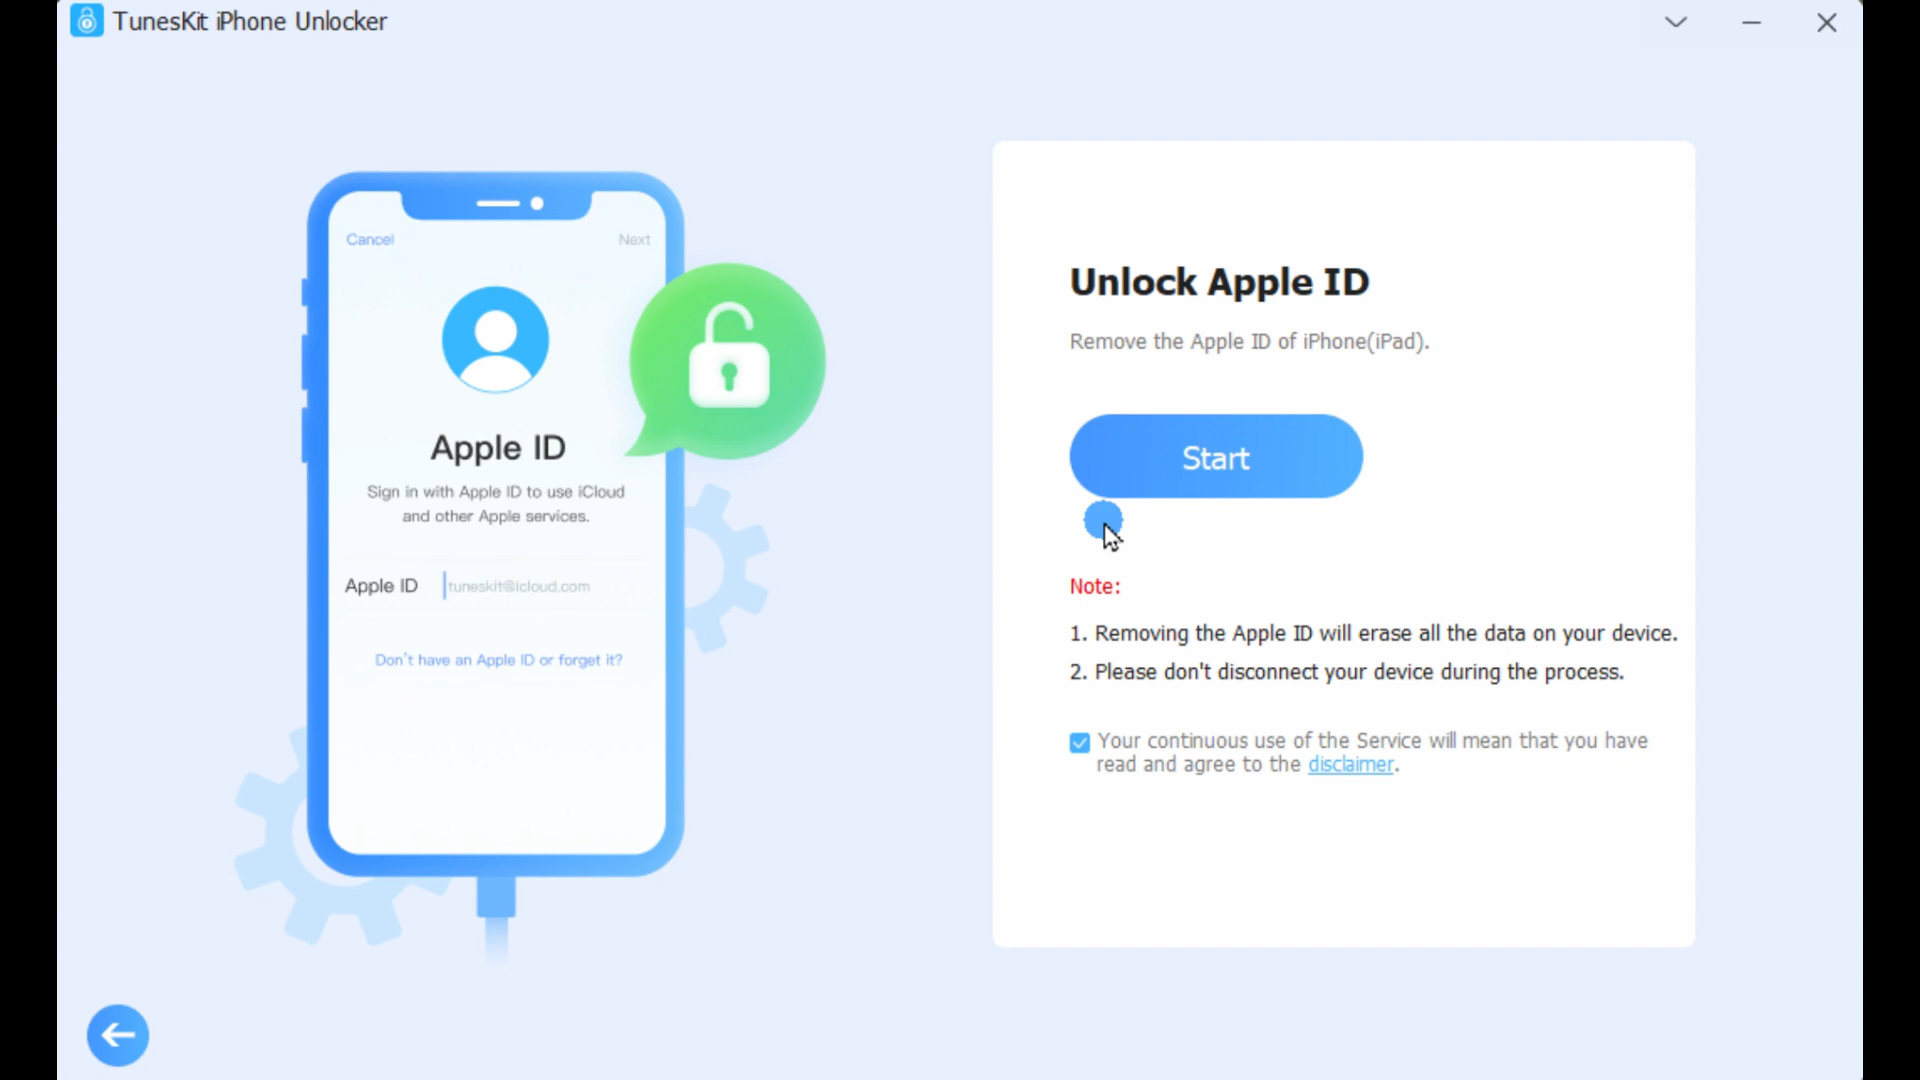 TunesKit iPhone Unlocker
Cancel
Next
Apple ID
Sign in with Apple ID to use iCloud
and other Apple services.
Apple ID
tuneskit@icloud.com
Don't have an Apple ID or forget it?
Unlock Apple ID
Remove the Apple ID of iPhone(iPad).
Start
Note:
1. Removing the Apple ID will erase all the data on your device.
2. Please don't disconnect your device during the process.
Your continuous use of the Service will mean that you have
read and agree to the disclaimer.